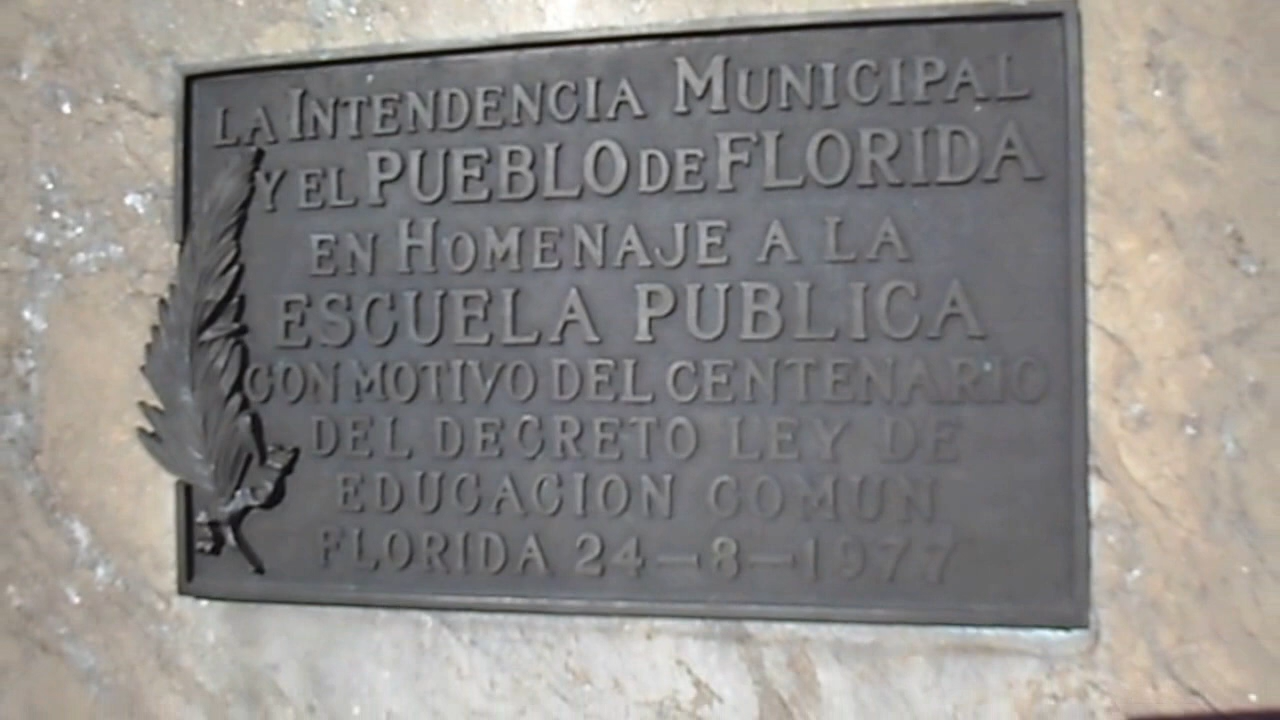 LA INTENDENCIA MUNICIPAL
Y EL PUEBLO DE FLORIDA
EN HOMENAJE A LA
ESCUELA PUBLICA
CON MOTIVO DEL CENTENARIO
DEL DECRETO LEY DE
EDUCACION COMUN
FLORIDA 24-8-1977